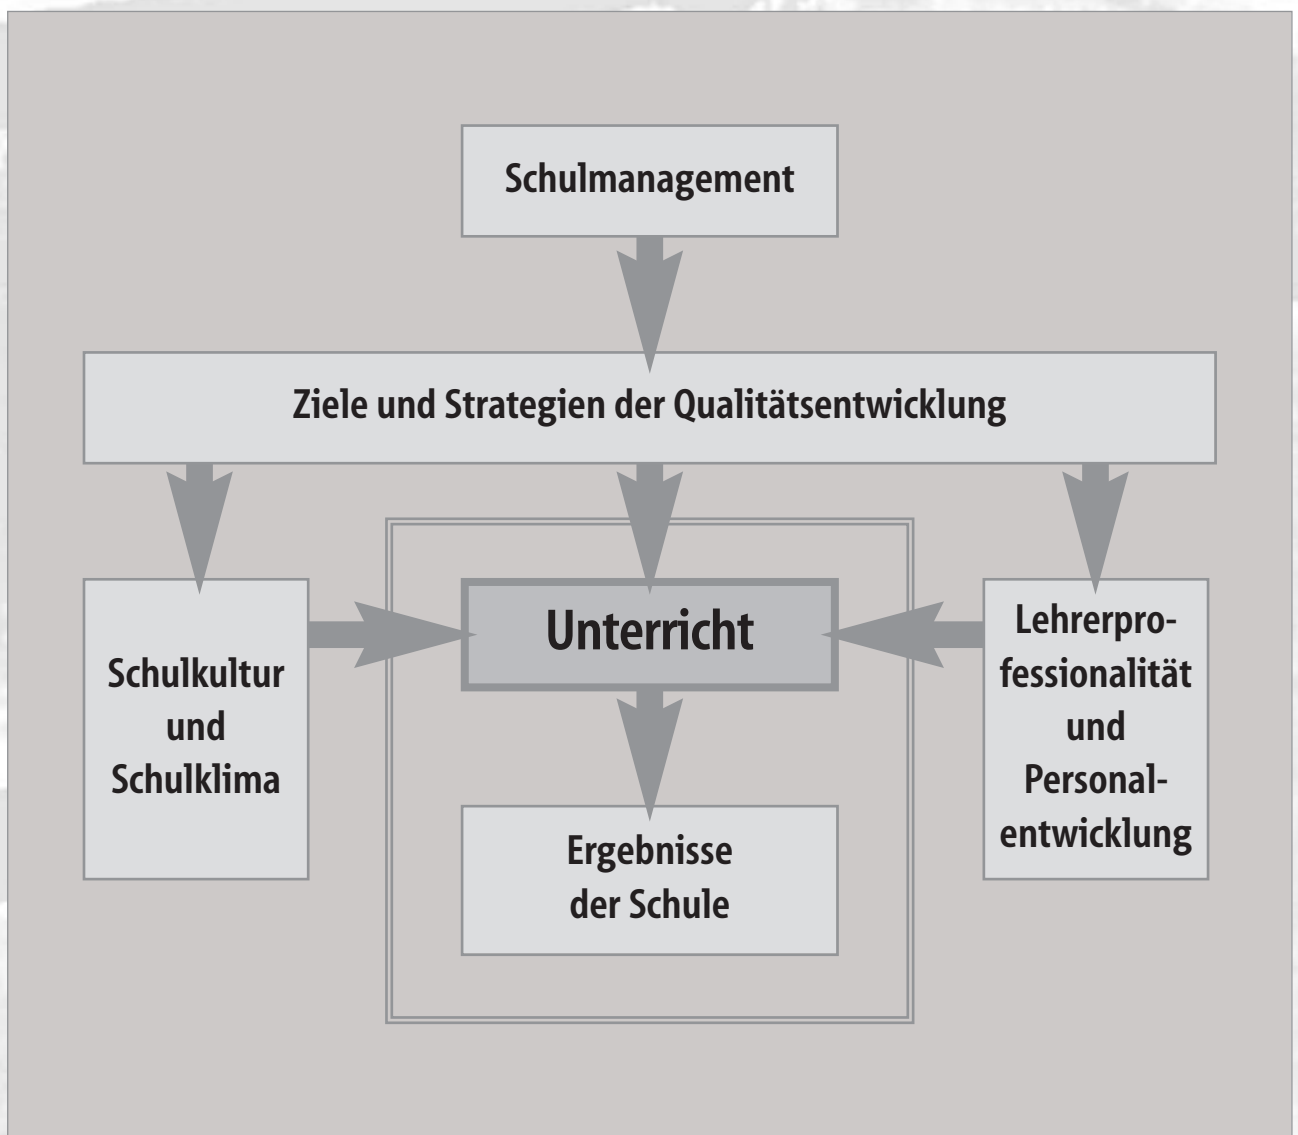 Schulmanagement
Ziele und Strategien der Qualitätsentwicklung
Schulkultur
und
Schulklima
Unterricht
Ergebnisse
der Schule
Lehrerpro-
fessionalität
und
Personal-
entwicklung